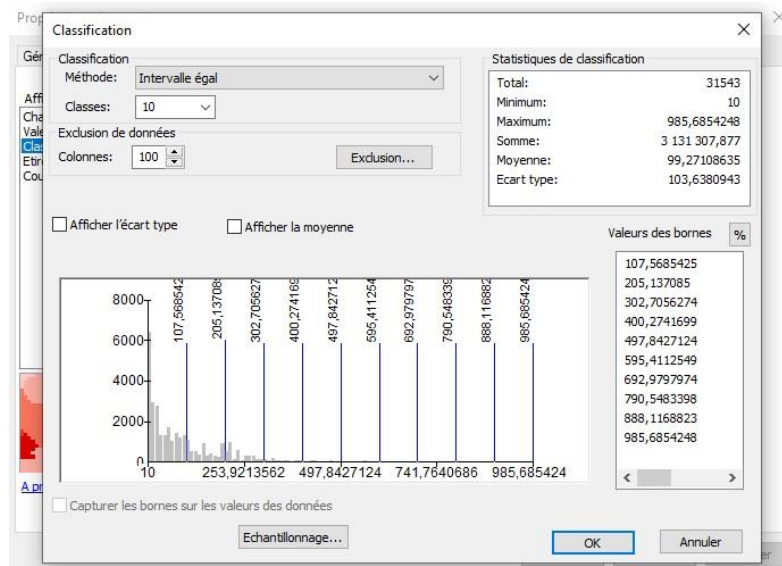 Prop
Classification
Gér
Classification
Méthode: Intervalle égal
Classes: 10
Exclusion de données
Colonnes: 100 Exclusion...
Statistiques de classification
Total: 31543
Minimum: 10
Maximum: 985,6854248
Somme: 3 131 307,877
Moyenne: 99,27108635
Ecart type: 103,6380943
Aff
Cha
Vale
Clas
Etir
Cou
Afficher l'écart type Afficher la moyenne
Valeurs des bornes %
107,5685425
205,137085
302,7056274
400,2741699
497,8427124
595,4112549
692,9797974
790,5483398
888,1168823
985,6854248
107,568542
205,137085
302,705627
400,274169
497,842712
595,411254
692,979797
790,548339
888,116882
985,685424
8000
6000
4000
2000
0
10 253,9213562 497,8427124 741,7640686 985,685424
A pr
Capturer les bornes sur les valeurs des données
Echantillonnage...
OK Annuler
er